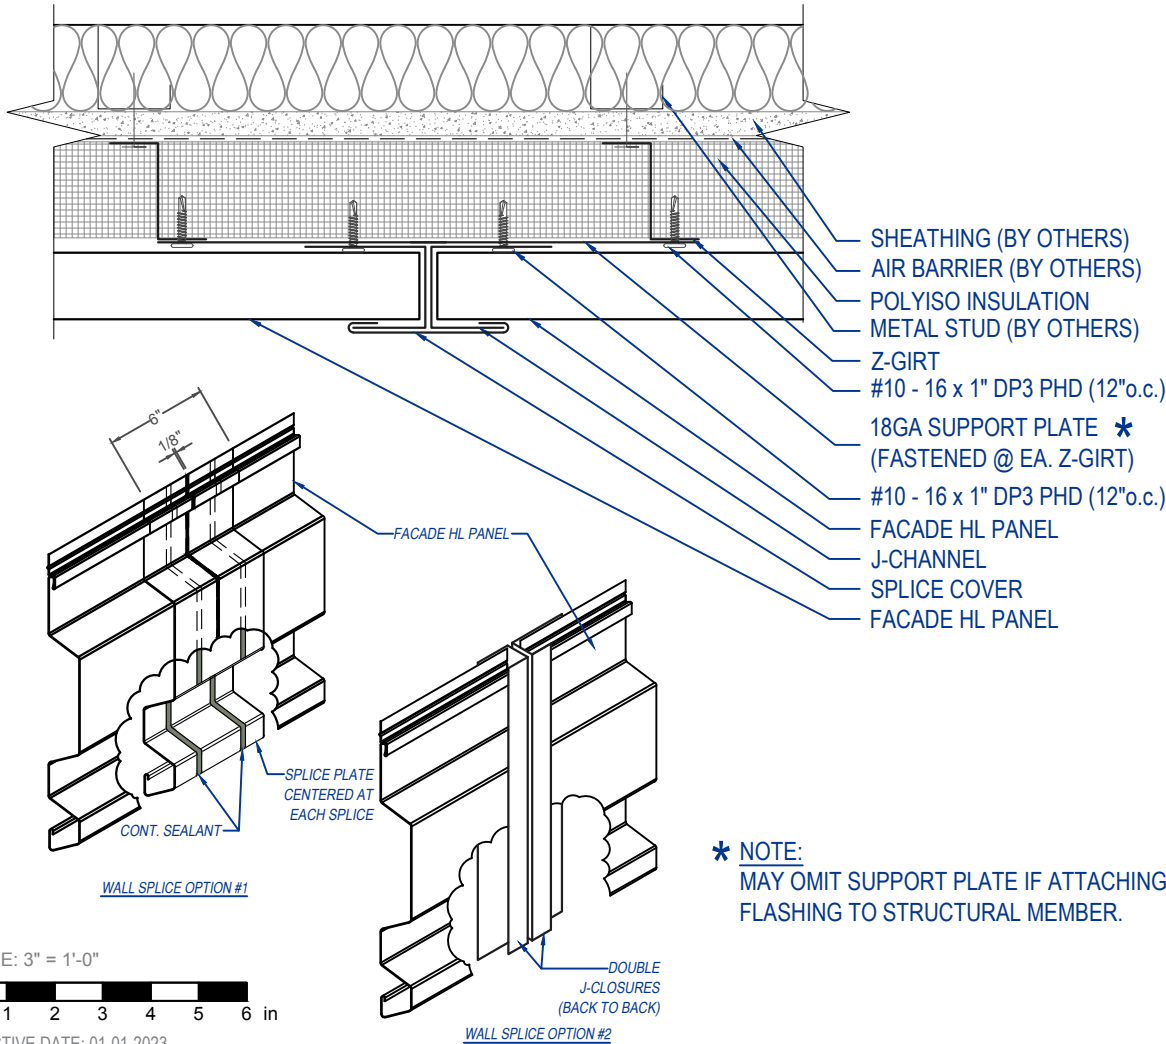 SHEATHING (BY OTHERS)
AIR BARRIER (BY OTHERS)
POLYISO INSULATION
METAL STUD (BY OTHERS)
Z-GIRT
#10 - 16 x 1" DP3 PHD (12"o.c.)
18GA SUPPORT PLATE *
(FASTENED @ EA. Z-GIRT)
#10 - 16 x 1" DP3 PHD (12"o.c.)
FACADE HL PANEL
J-CHANNEL
SPLICE COVER
FACADE HL PANEL
6"
1/8"
FACADE HL PANEL
SPLICE PLATE
CENTERED AT
EACH SPLICE
CONT. SEALANT
WALL SPLICE OPTION #1
DOUBLE
J-CLOSURES
(BACK TO BACK)
WALL SPLICE OPTION #2
* NOTE:
MAY OMIT SUPPORT PLATE IF ATTACHING
FLASHING TO STRUCTURAL MEMBER.
E: 3" = 1'-0"
1 2 3 4 5 6 in
DATE: 01.01.2023